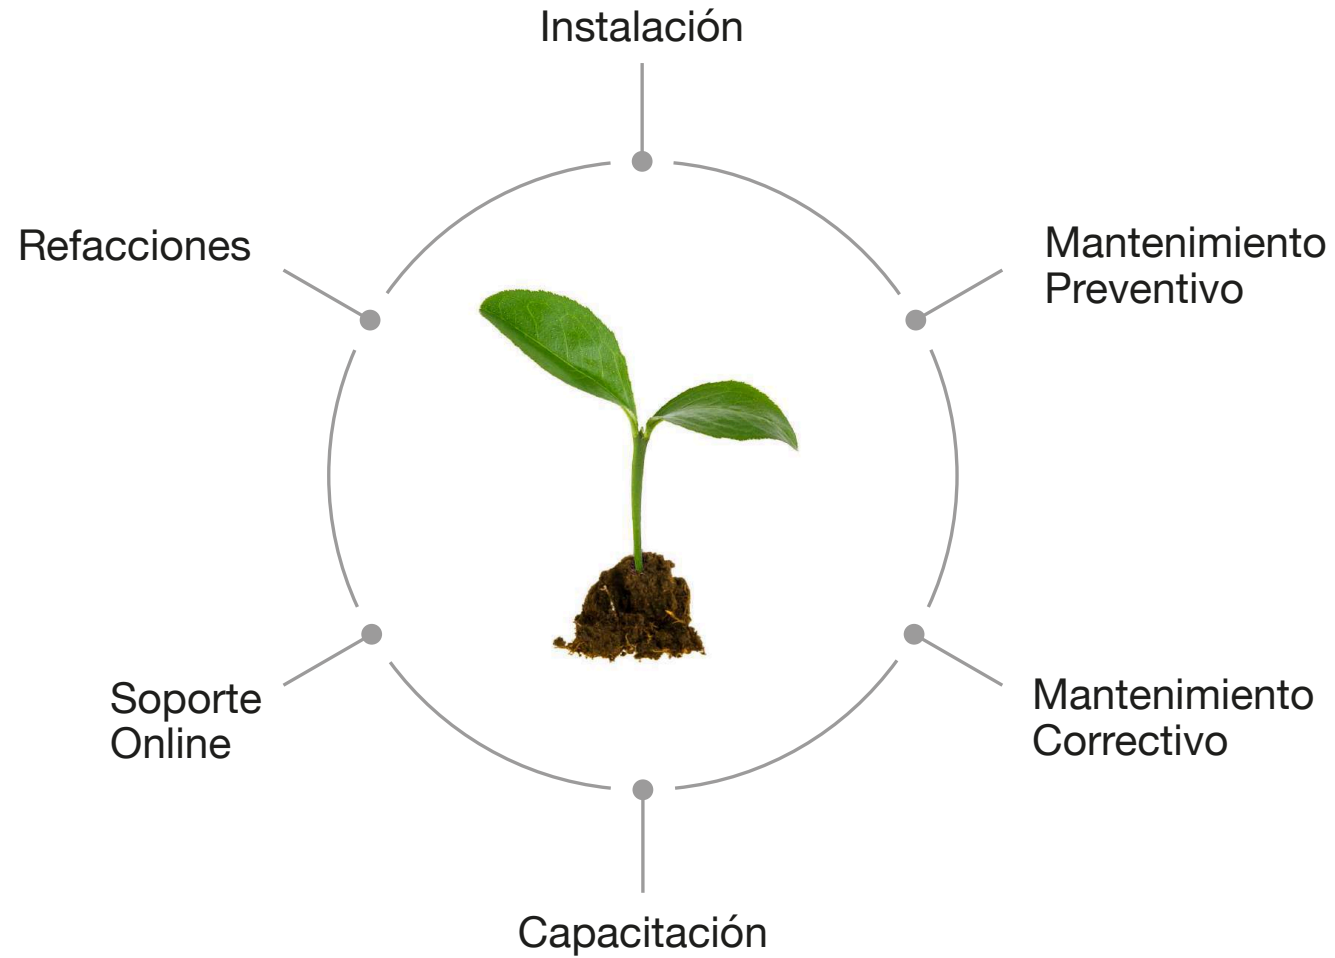 Instalación
Refacciones
Mantenimiento
Preventivo
Soporte
Online
Mantenimiento
Correctivo
Capacitación